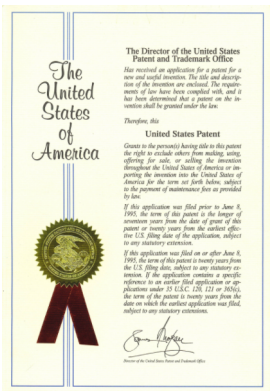 The
United
States
of
America
The Director of the United States
Patent and Trademark Office
Has received an application for a patent for a
new and useful invention. The title and descrip-
tion of the invention are enclosed. The require-
ments of law have been complied with, and it
has been determined that a patent on the in-
vention shall be granted under the law.
Therefore, this
United States Patent
Grants to the person(s) having title to this patent
the right to exclude others from making, using,
offering for sale, or selling the invention
throughout the United States of America or im-
porting the invention into the United States of
America for the term set forth below, subject
to the payment of maintenance fees as provided
by law.
If this application was filed prior to June 8,
1995, the term of this patent is the longer of
seventeen years from the date of grant of this
patent or twenty years from the earliest effec-
tive U.S. filing date of the application, subject
to any statutory extension.
If this application was filed on or after June 8,
1995, the term of this patent is twenty years from
the U.S. filing date, subject to any statutory ex-
tension. If the application contains a specific
reference to an earlier filed application or ap-
plications under 35 U.S.C. 120, 121 or 365(c),
the term of the patent is twenty years from the
date on which the earliest application was filed,
subject to any statutory extensions.
Director of the United States Patent and Trademark Office